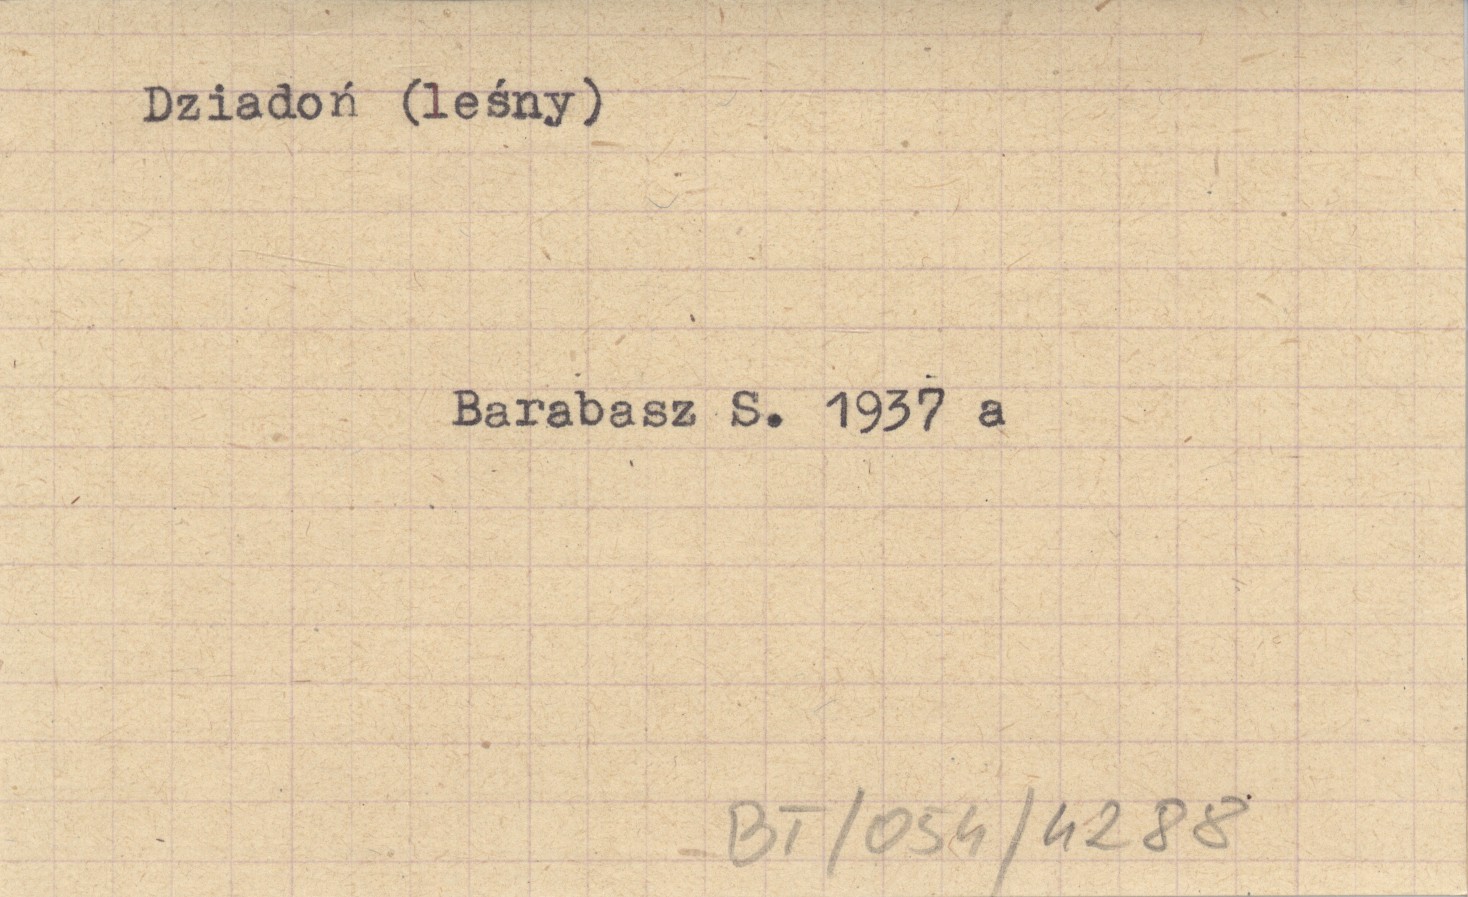 Dziadoń (leśny)
Barabasz S. 1937 a
BT/054/4288